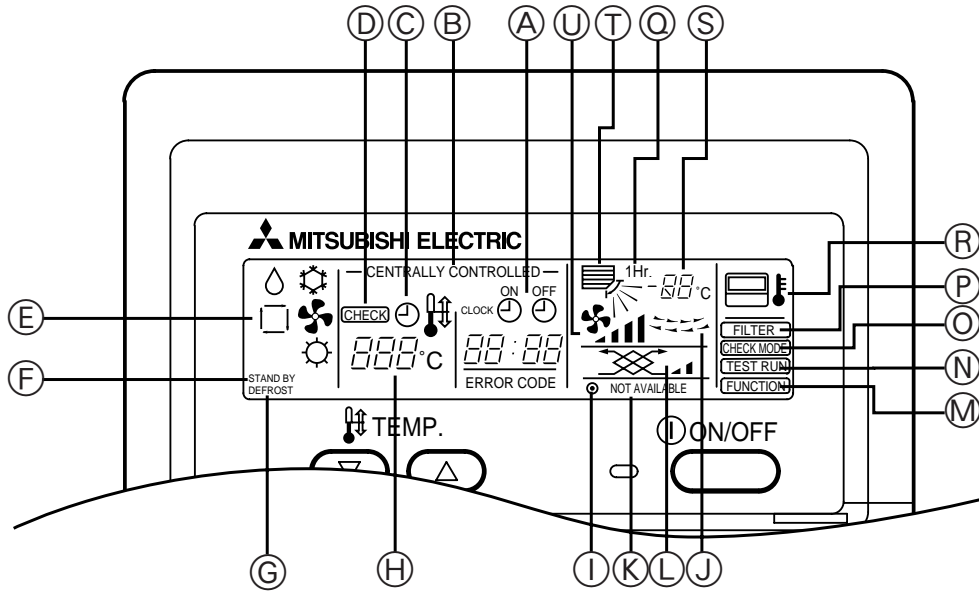 D C B A U T Q S
MITSUBISHI ELECTRIC
CENTRALLY CONTROLLED
1Hr.
ON OFF
CHECK
CLOCK
88 °C
888 °C
88:88
ERROR CODE
STAND BY
DEFROST
NOT AVAILABLE
FILTER
CHECK MODE
TEST RUN
FUNCTION
R
P
O
N
M
E
F
TEMP.
ON/OFF
G H I K L J